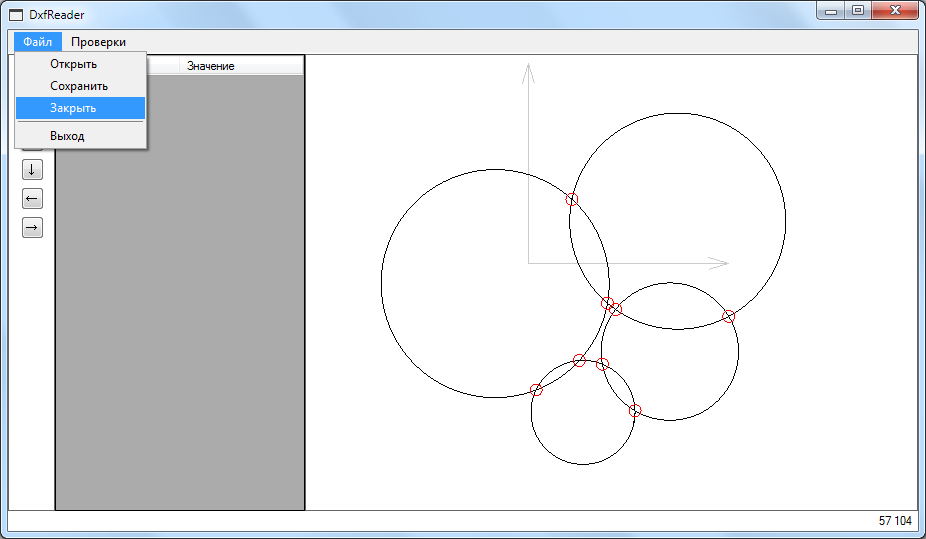 DxfReader
Файл Проверки
Открыть Значение
Сохранить
Закрыть
Выход
57 104